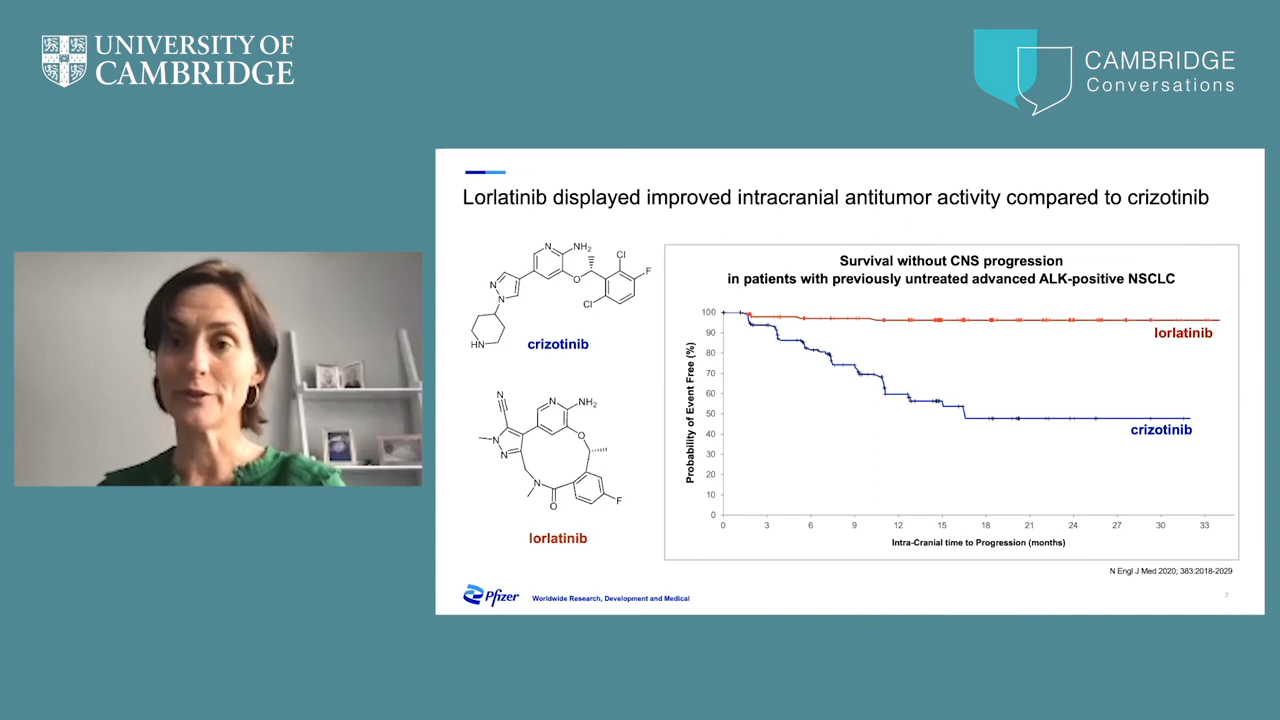 UNIVERSITY OF
CAMBRIDGE
CAMBRIDGE
Conversations
Lorlatinib displayed improved intracranial antitumor activity compared to crizotinib
N
NH2
Cl
F
O
N
N
Cl
HN
crizotinib
N
N
NH2
O
N
N
N
O
F
lorlatinib
Survival without CNS progression
in patients with previously untreated advanced ALK-positive NSCLC
Probability of Event Free (%)
100
90
80
70
60
50
40
30
20
10
0
lorlatinib
crizotinib
0 3 6 9 12 15 18 21 24 27 30 33
Intra-Cranial time to Progression (months)
N Engl J Med 2020; 383:2018-2029
Pfizer
Worldwide Research, Development and Medical
7